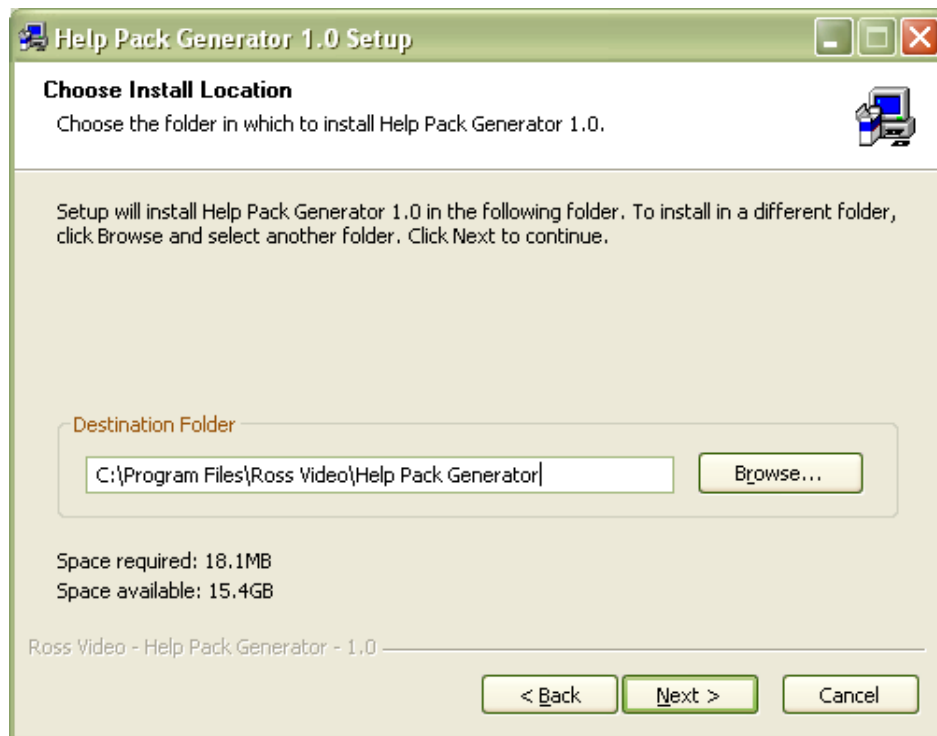 Help Pack Generator 1.0 Setup
Choose Install Location
Choose the folder in which to install Help Pack Generator 1.0.
Setup will install Help Pack Generator 1.0 in the following folder. To install in a different folder,
click Browse and select another folder. Click Next to continue.
Destination Folder
C:\Program Files\Ross Video\Help Pack Generator
Browse...
Space required: 18.1MB
Space available: 15.4GB
Ross Video - Help Pack Generator - 1.0
< Back Next > Cancel